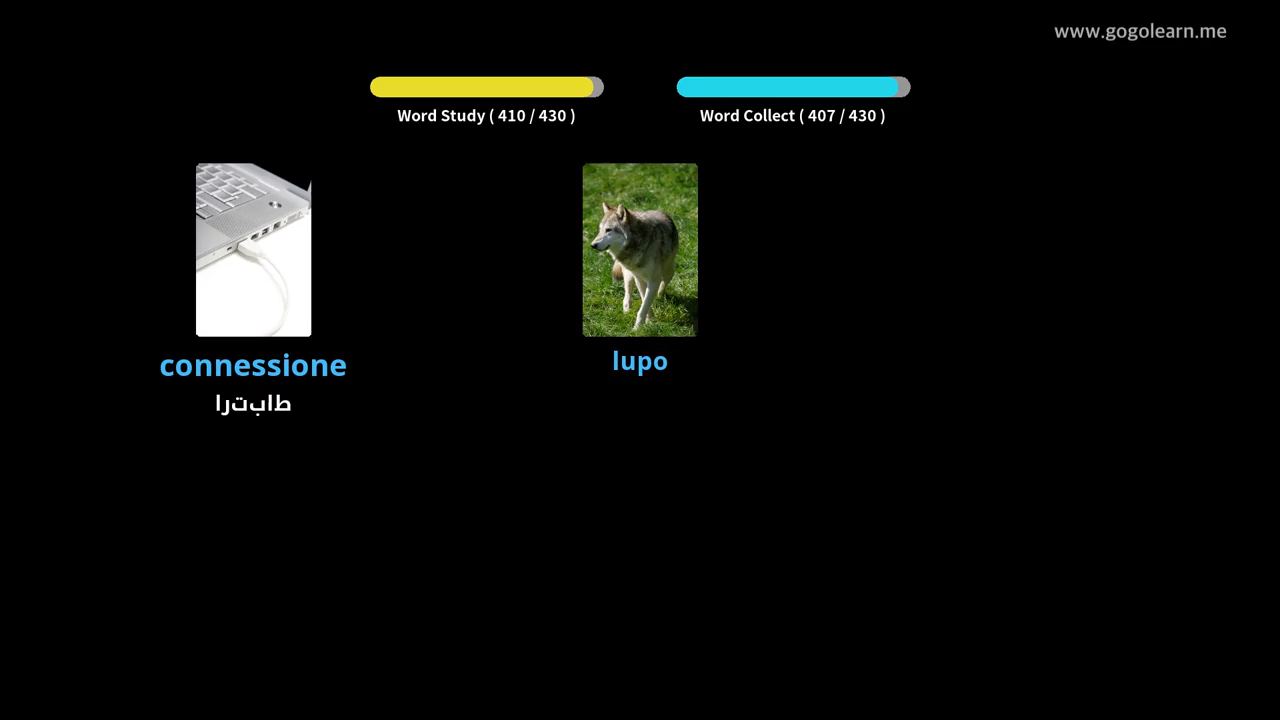 www.gogolearn.me
Word Study ( 410 / 430 )
Word Collect ( 407 / 430 )
connessione
طابترا
lupo